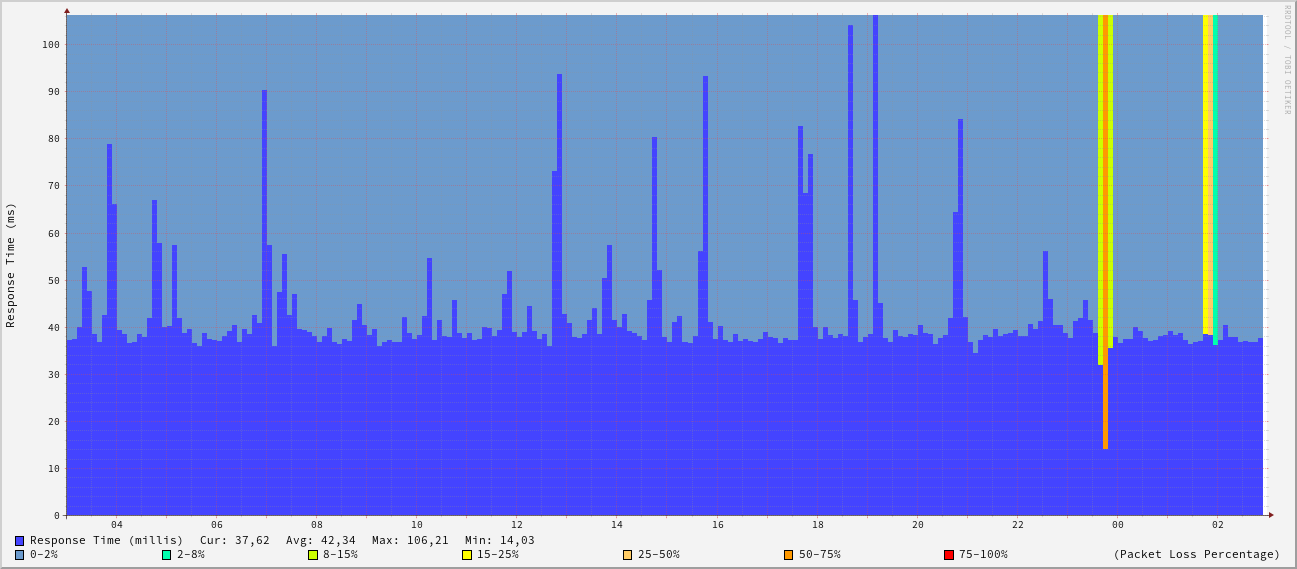 RRDTOOL / TOBI OETIKER
Response Time (ms)
100
90
80
70
60
50
40
30
20
10
0
04 06 08 10 12 14 16 18 20 22 00 02
Response Time (millis) Cur: 37,62 Avg: 42,34 Max: 106,21 Min: 14,03
0-2% 2-8% 8-15% 15-25% 25-50% 50-75% 75-100% (Packet Loss Percentage)